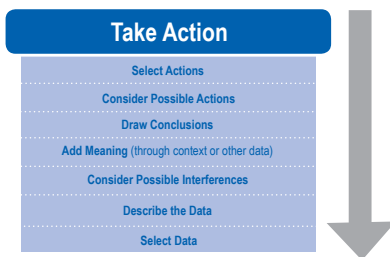 Take Action
Select Actions
Consider Possible Actions
Draw Conclusions
Add Meaning (through context or other data)
Consider Possible Interferences
Describe the Data
Select Data